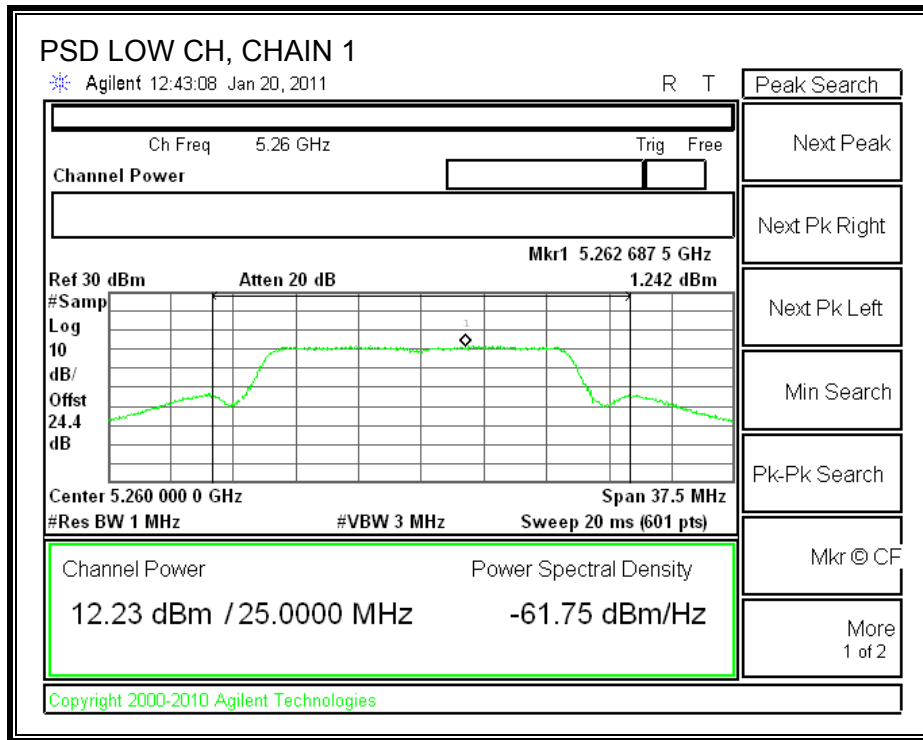 PSD LOW CH, CHAIN 1
Agilent 12:43:08 Jan 20, 2011 R T
Peak Search
Ch Freq 5.26 GHz Trig Free
Next Peak
Channel Power
Next Pk Right
Mkr1 5.262 687 5 GHz
Ref 30 dBm Atten 20 dB 1.242 dBm
#Samp
Log
10
dB/
Offst
24.4
dB
1
Next Pk Left
Min Search
Pk-Pk Search
Center 5.260 000 0 GHz Span 37.5 MHz
#Res BW 1 MHz #VBW 3 MHz Sweep 20 ms (601 pts)
Mkr © CF
Channel Power Power Spectral Density
12.23 dBm / 25.0000 MHz -61.75 dBm/Hz
More
1 of 2
Copyright 2000-2010 Agilent Technologies